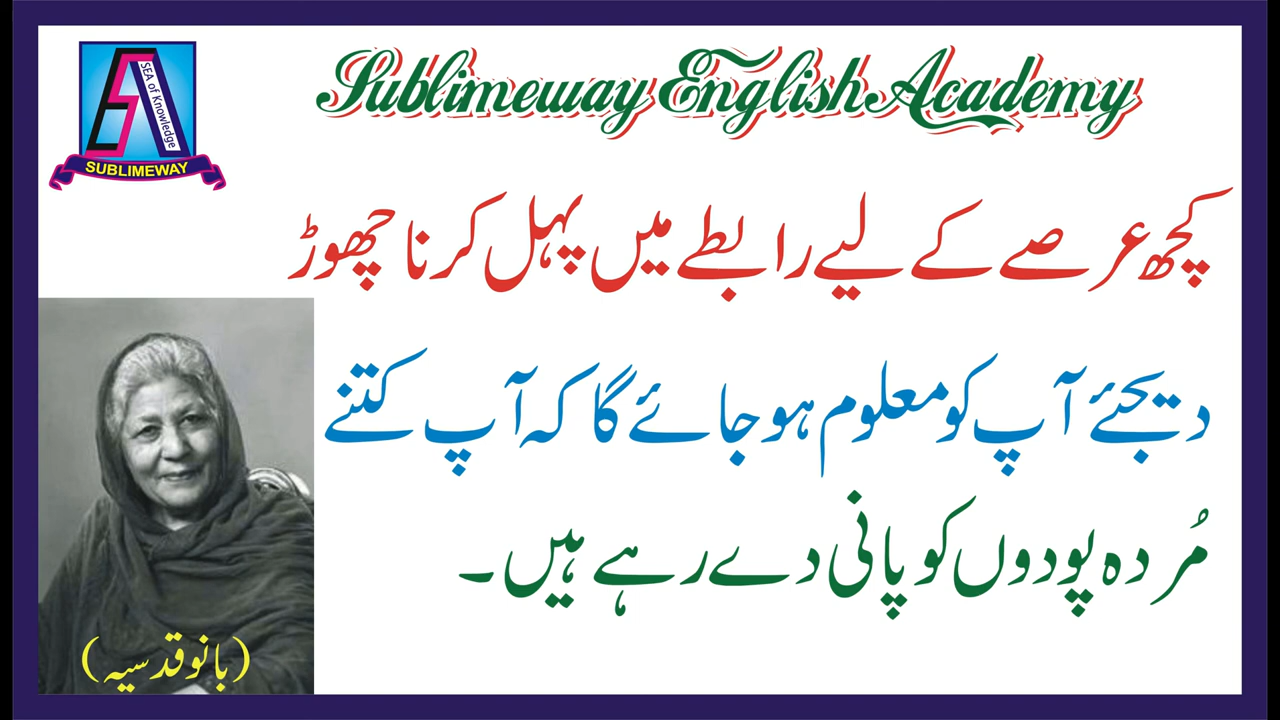 SEA of Knowledge
SUBLIMEWAY
Sublimeway English Academy
کچھ عرصے کے لیے رابطے میں پہل کرنا چھوڑ
دیجئے آپ کو معلوم ہو جائے گا کہ آپ کتنے
مُردہ پودوں کو پانی دے رہے ہیں۔
(بانو قدسیہ)